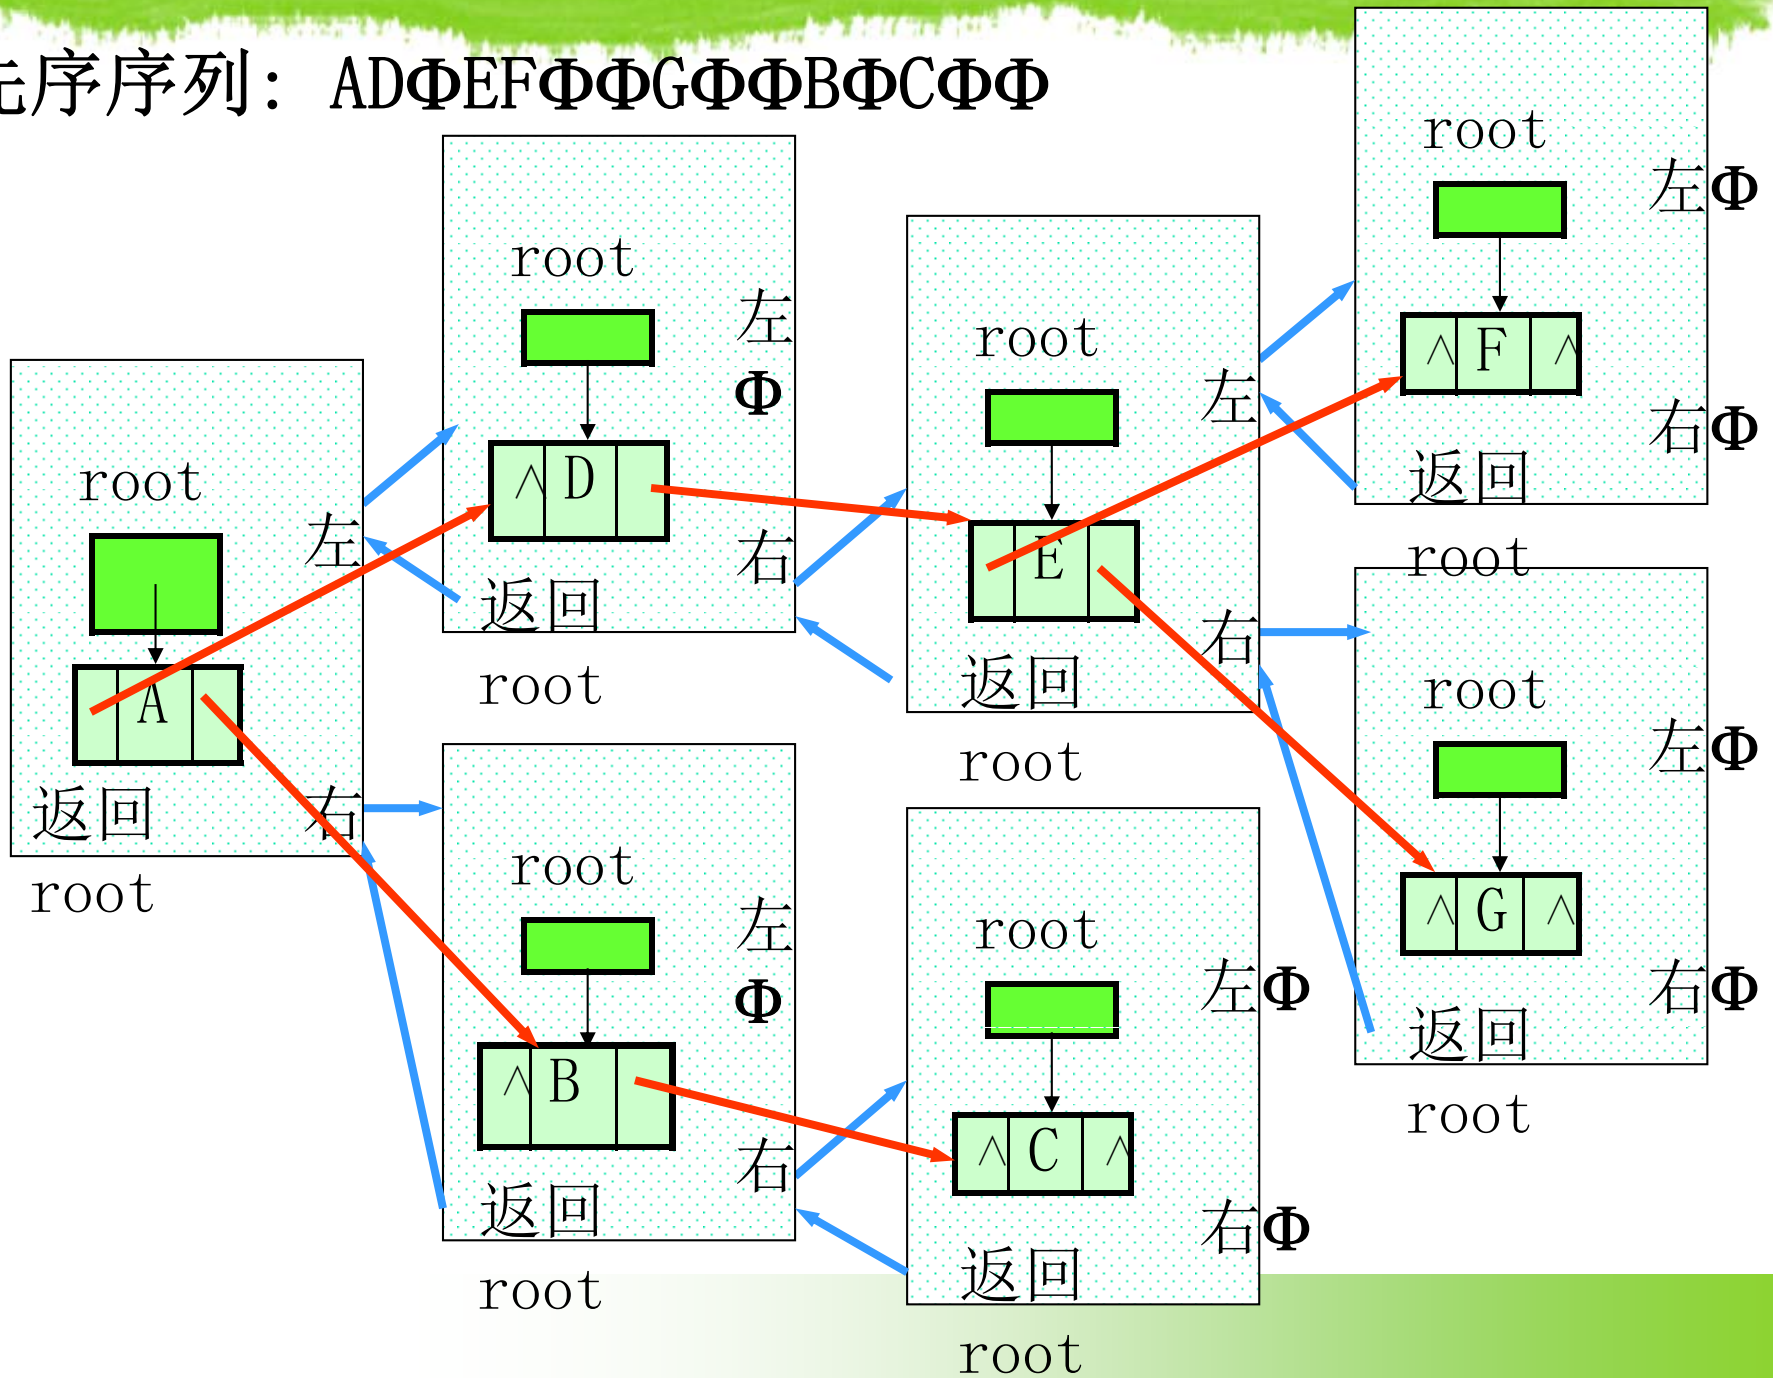 先序序列: ADΦEFΦΦGΦΦBΦCΦΦ
root
左
A
返回
右
root
root
左
Φ
^ D
右
返回
root
root
左
Φ
^ B
右
返回
root
root
左
E
右
返回
root
root
左Φ
^ C ^
右Φ
返回
root
root
左Φ
^ F ^
右Φ
返回
root
root
左Φ
^ G ^
右Φ
返回
root